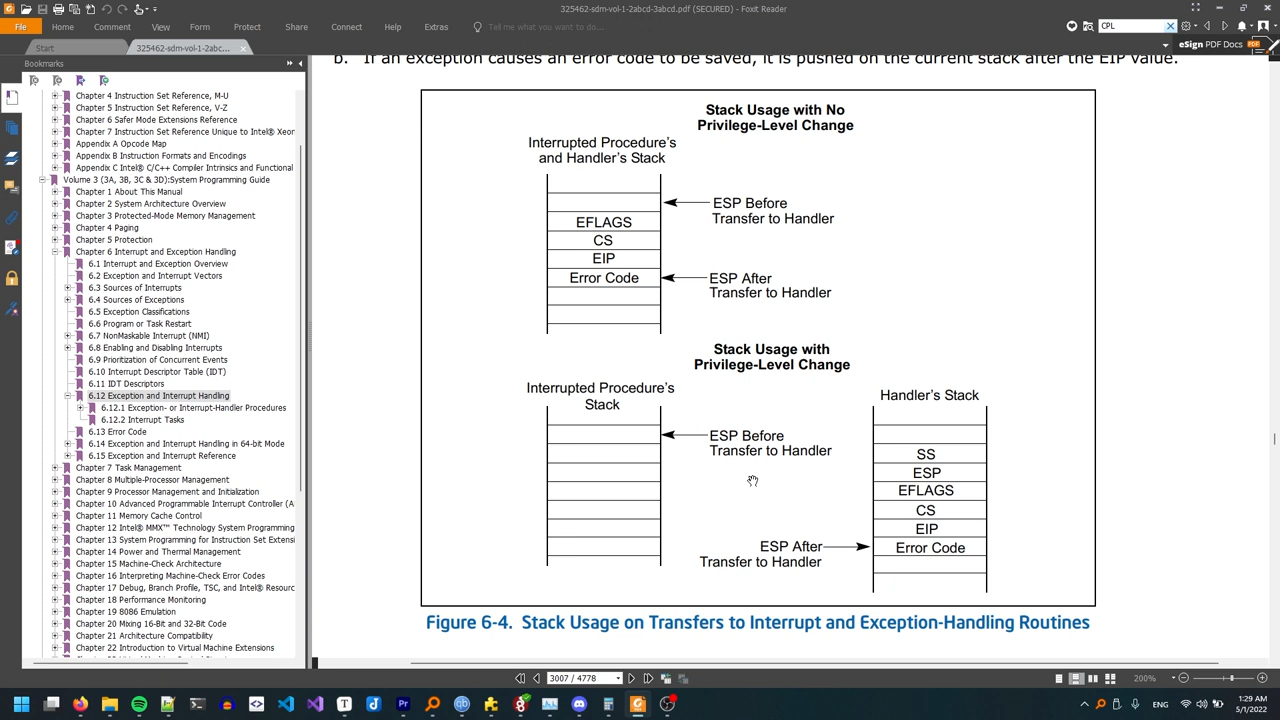 325462-sdm-vol-1-2abcd-3abcd.pdf (SECURED) - Foxit Reader
File
Home
Comment
View
Form
Protect
Share
Connect
Help
Extras
Tell me what you want to do...
CPL
Start
325462-sdm-vol-1-2abc...
eSign PDF Docs
Bookmarks
Chapter 4 Instruction Set Reference, M-U
Chapter 5 Instruction Set Reference, V-Z
Chapter 6 Safer Mode Extensions Reference
Chapter 7 Instruction Set Reference Unique to Intel® Xeon
Appendix A Opcode Map
Appendix B Instruction Formats and Encodings
Appendix C Intel® C/C++ Compiler Intrinsics and Functional
Volume 3 (3A, 3B, 3C & 3D):System Programming Guide
Chapter 1 About This Manual
Chapter 2 System Architecture Overview
Chapter 3 Protected-Mode Memory Management
Chapter 4 Paging
Chapter 5 Protection
Chapter 6 Interrupt and Exception Handling
6.1 Interrupt and Exception Overview
6.2 Exception and Interrupt Vectors
6.3 Sources of Interrupts
6.4 Sources of Exceptions
6.5 Exception Classifications
6.6 Program or Task Restart
6.7 NonMaskable Interrupt (NMI)
6.8 Enabling and Disabling Interrupts
6.9 Prioritization of Concurrent Events
6.10 Interrupt Descriptor Table (IDT)
6.11 IDT Descriptors
6.12 Exception and Interrupt Handling
6.12.1 Exception- or Interrupt-Handler Procedures
6.12.2 Interrupt Tasks
6.13 Error Code
6.14 Exception and Interrupt Handling in 64-bit Mode
6.15 Exception and Interrupt Reference
Chapter 7 Task Management
Chapter 8 Multiple-Processor Management
Chapter 9 Processor Management and Initialization
Chapter 10 Advanced Programmable Interrupt Controller (A
Chapter 11 Memory Cache Control
Chapter 12 Intel® MMX™ Technology System Programming
Chapter 13 System Programming for Instruction Set Extensi
Chapter 14 Power and Thermal Management
Chapter 15 Machine-Check Architecture
Chapter 16 Interpreting Machine-Check Error Codes
Chapter 17 Debug, Branch Profile, TSC, and Intel® Resourc
Chapter 18 Performance Monitoring
Chapter 19 8086 Emulation
Chapter 20 Mixing 16-Bit and 32-Bit Code
Chapter 21 Architecture Compatibility
Chapter 22 Introduction to Virtual Machine Extensions
b. If an exception causes an error code to be saved, it is pushed on the current stack after the EIP value.
Stack Usage with No
Privilege-Level Change
Interrupted Procedure's
and Handler's Stack
ESP Before
Transfer to Handler
EFLAGS
CS
EIP
Error Code
ESP After
Transfer to Handler
Stack Usage with
Privilege-Level Change
Interrupted Procedure's
Stack
Handler's Stack
ESP Before
Transfer to Handler
SS
ESP
EFLAGS
CS
EIP
Error Code
ESP After
Transfer to Handler
Figure 6-4. Stack Usage on Transfers to Interrupt and Exception-Handling Routines
3007 / 4778
200%
ENG
1:29 AM
5/1/2022